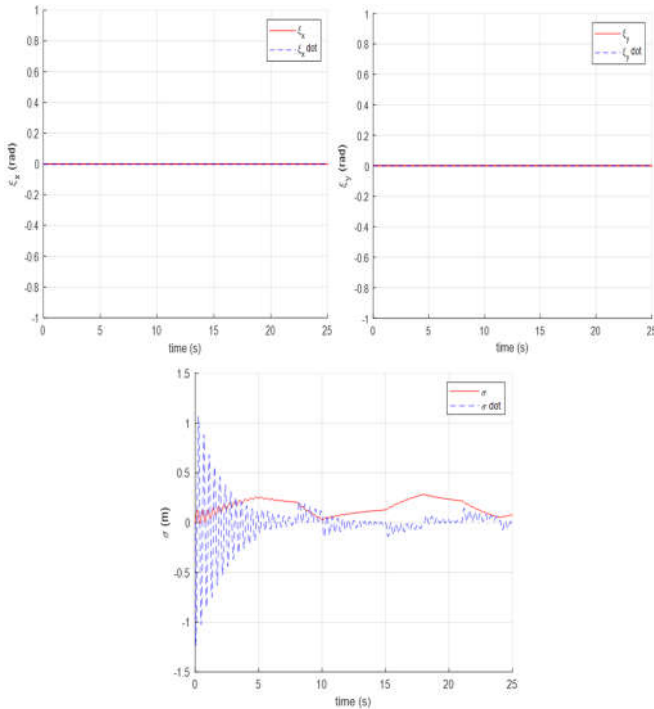 1
0.8
0.6
0.4
0.2
0
-0.2
-0.4
-0.6
-0.8
-1
ξx (rad)
0 5 10 15 20 25
time (s)
ξx
ξx dot
1
0.8
0.6
0.4
0.2
0
-0.2
-0.4
-0.6
-0.8
-1
ξy (rad)
0 5 10 15 20 25
time (s)
ξy
ξy dot
1.5
1
0.5
0
-0.5
-1
-1.5
σ (m)
0 5 10 15 20 25
time (s)
σ
σ dot